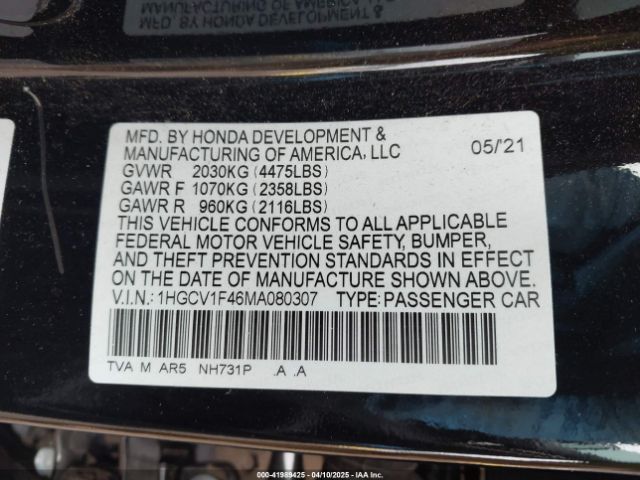 MFD. BY HONDA DEVELOPMENT &
MANUFACTURING OF AMERICA, LLC 05/'21
GVWR 2030KG (4475LBS)
GAWR F 1070KG (2358LBS)
GAWR R 960KG (2116LBS)
THIS VEHICLE CONFORMS TO ALL APPLICABLE
FEDERAL MOTOR VEHICLE SAFETY, BUMPER,
AND THEFT PREVENTION STANDARDS IN EFFECT
ON THE DATE OF MANUFACTURE SHOWN ABOVE.
V.I.N.: 1HGCV1F46MA080307 TYPE: PASSENGER CAR
TVA M AR5 NH731P .A .A
000-41989425 | 04/10/2025 | IAA Inc.